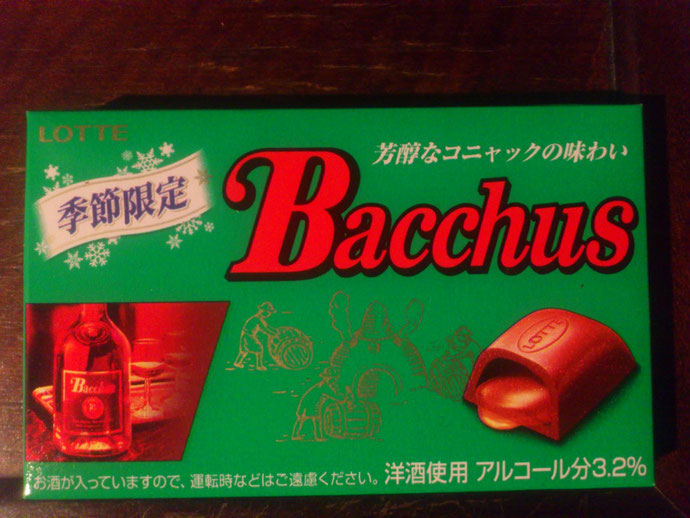 LOTTE
季節限定
芳醇なコニャックの味わい
Bacchus
Bacchus
LOTTE
お酒が入っていますので、運転時などはご遠慮ください。
洋酒使用 アルコール分3.2%